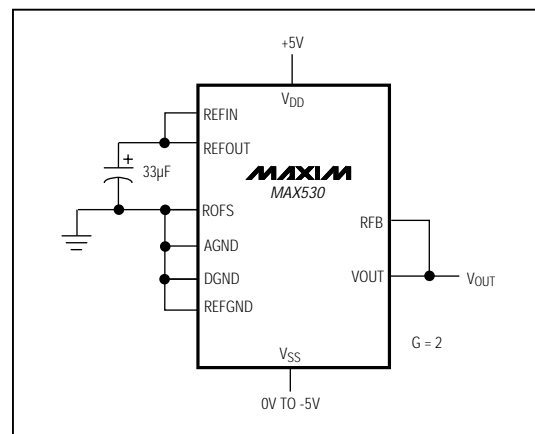 +5V
VDD
REFIN
REFOUT
+
33µF
MAXIM
MAX530
ROFS
RFB
AGND
DGND
VOUT
VOUT
REFGND
G = 2
VSS
0V TO -5V